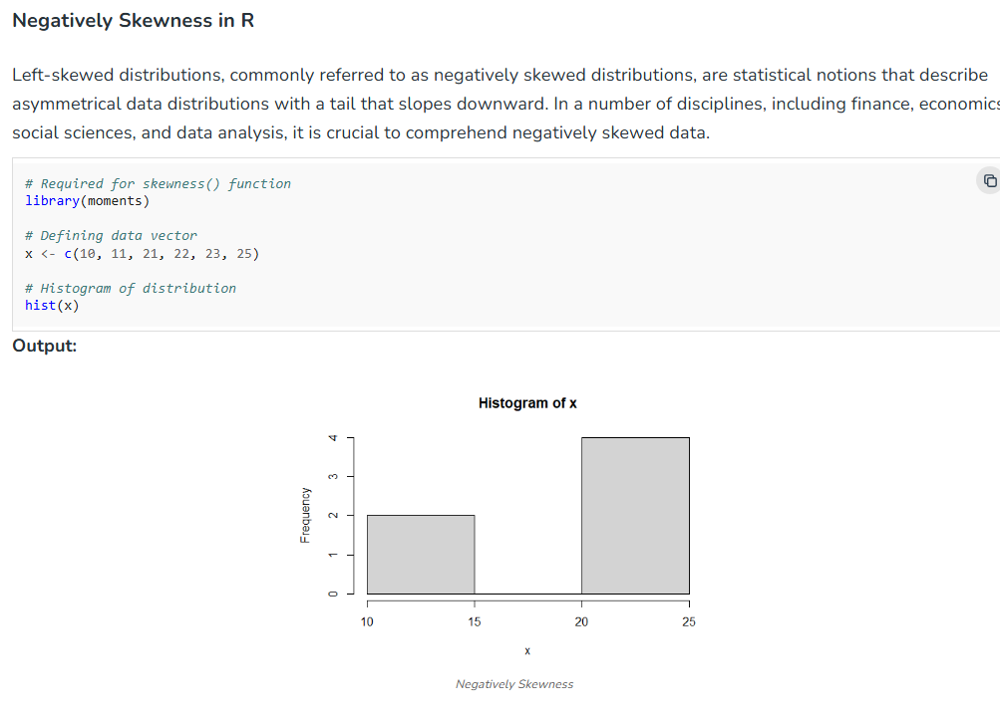 Negatively Skewness in R
Left-skewed distributions, commonly referred to as negatively skewed distributions, are statistical notions that describe
asymmetrical data distributions with a tail that slopes downward. In a number of disciplines, including finance, economics
social sciences, and data analysis, it is crucial to comprehend negatively skewed data.
# Required for skewness() function
library(moments)
# Defining data vector
x <- c(10, 11, 21, 22, 23, 25)
# Histogram of distribution
hist(x)
Output:
Histogram of x
Frequency
4
3
2
1
0
10 15 20 25
x
Negatively Skewness